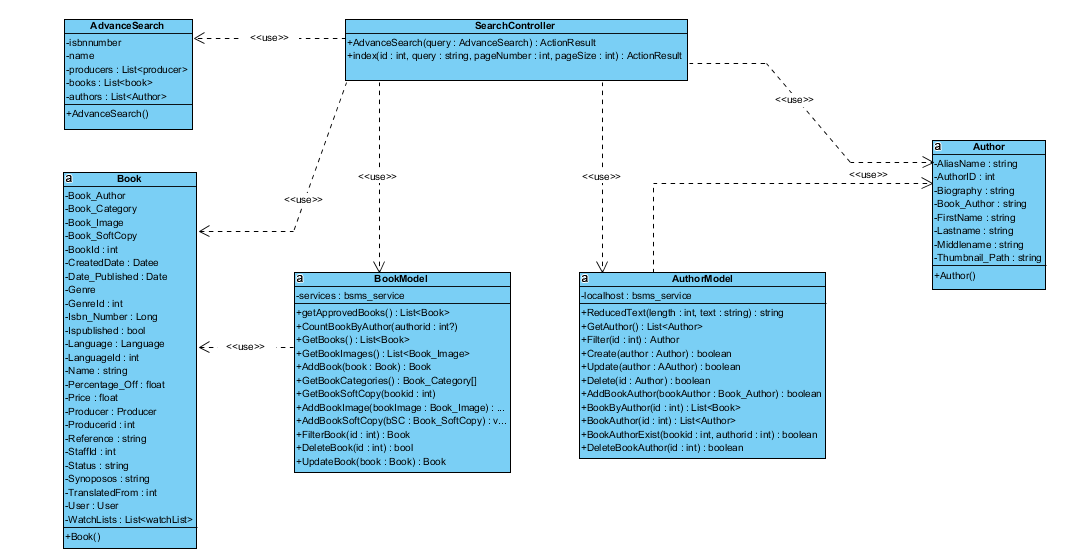 AdvanceSearch
-isbnnumber
-name
-producers : List<producer>
-books : List<book>
-authors : List<Author>
+AdvanceSearch()
<<use>>
SearchController
+AdvanceSearch(query : AdvanceSearch) : ActionResult
+index(id : int, query : string, pageNumber : int, pageSize : int) : ActionResult
<<use>>
<<use>>
<<use>>
<<use>>
<<use>>
a
Author
-AliasName : string
-AuthorID : int
-Biography : string
-Book_Author : string
-FirstName : string
-Lastname : string
-Middlename : string
-Thumbnail_Path : string
+Author()
a
Book
-Book_Author
-Book_Category
-Book_Image
-Book_SoftCopy
-BookId : int
-CreatedDate : Datee
-Date_Published : Date
-Genre
-GenreId : int
-Isbn_Number : Long
-Ispublished : bool
-Language : Language
-LanguageId : int
-Name : string
-Percentage_Off : float
-Price : float
-Producer : Producer
-Producerid : int
-Reference : string
-StaffId : int
-Status : string
-Synoposos : string
-TranslatedFrom : int
-User : User
-WatchLists : List<watchList>
+Book()
<<use>>
a
BookModel
-services : bsms_service
+getApprovedBooks() : List<Book>
+CountBookByAuthor(authorid : int?)
+GetBooks() : List<Book>
+GetBookImages() : List<Book_Image>
+AddBook(book : Book) : Book
+GetBookCategories() : Book_Category[]
+GetBookSoftCopy(bookid : int)
+AddBookImage(bookImage : Book_Image) : ...
+AddBookSoftCopy(bSC : Book_SoftCopy) : v...
+FilterBook(id : int) : Book
+DeleteBook(id : int) : bool
+UpdateBook(book : Book) : Book
a
AuthorModel
-localhost : bsms_service
+ReducedText(length : int, text : string) : string
+GetAuthor() : List<Author>
+Filter(id : int) : Author
+Create(author : Author) : boolean
+Update(author : AAuthor) : boolean
+Delete(id : Author) : boolean
+AddBookAuthor(bookAuthor : Book_Author) : boolean
+BookByAuthor(id : int) : List<Book>
+BookAuthor(id : int) : List<Author>
+BookAuthorExist(bookid : int, authorid : int) : boolean
+DeleteBookAuthor(id : int) : boolean